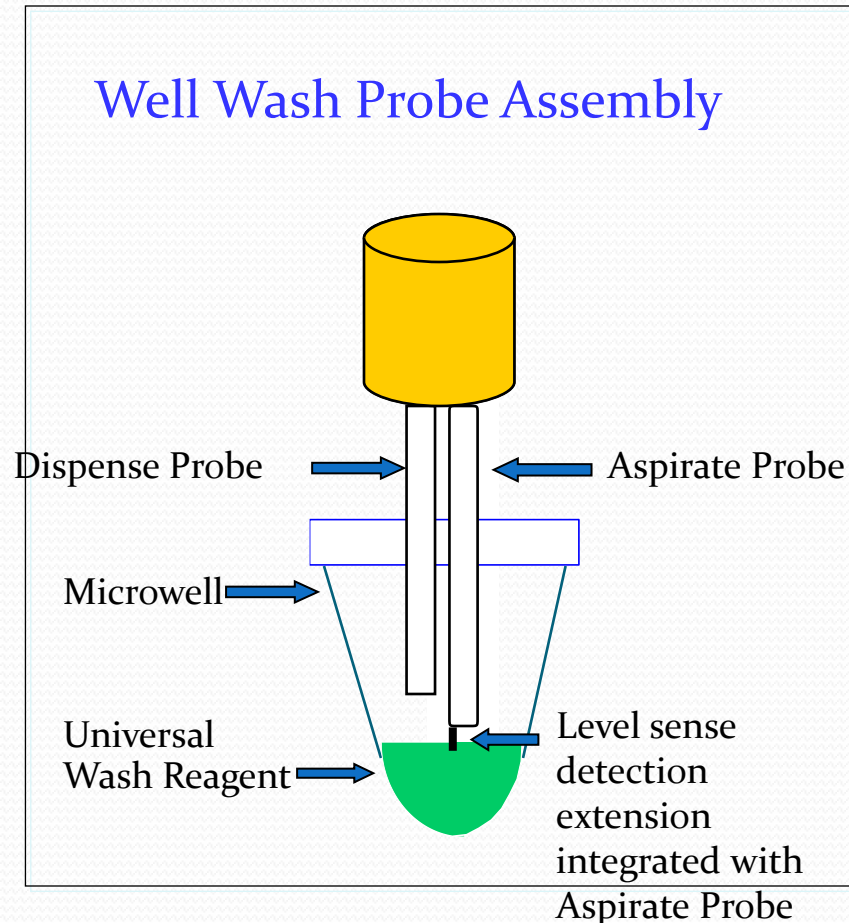 Well Wash Probe Assembly
Dispense Probe
Aspirate Probe
Microwell
Universal
Wash Reagent
Level sense
detection
extension
integrated with
Aspirate Probe